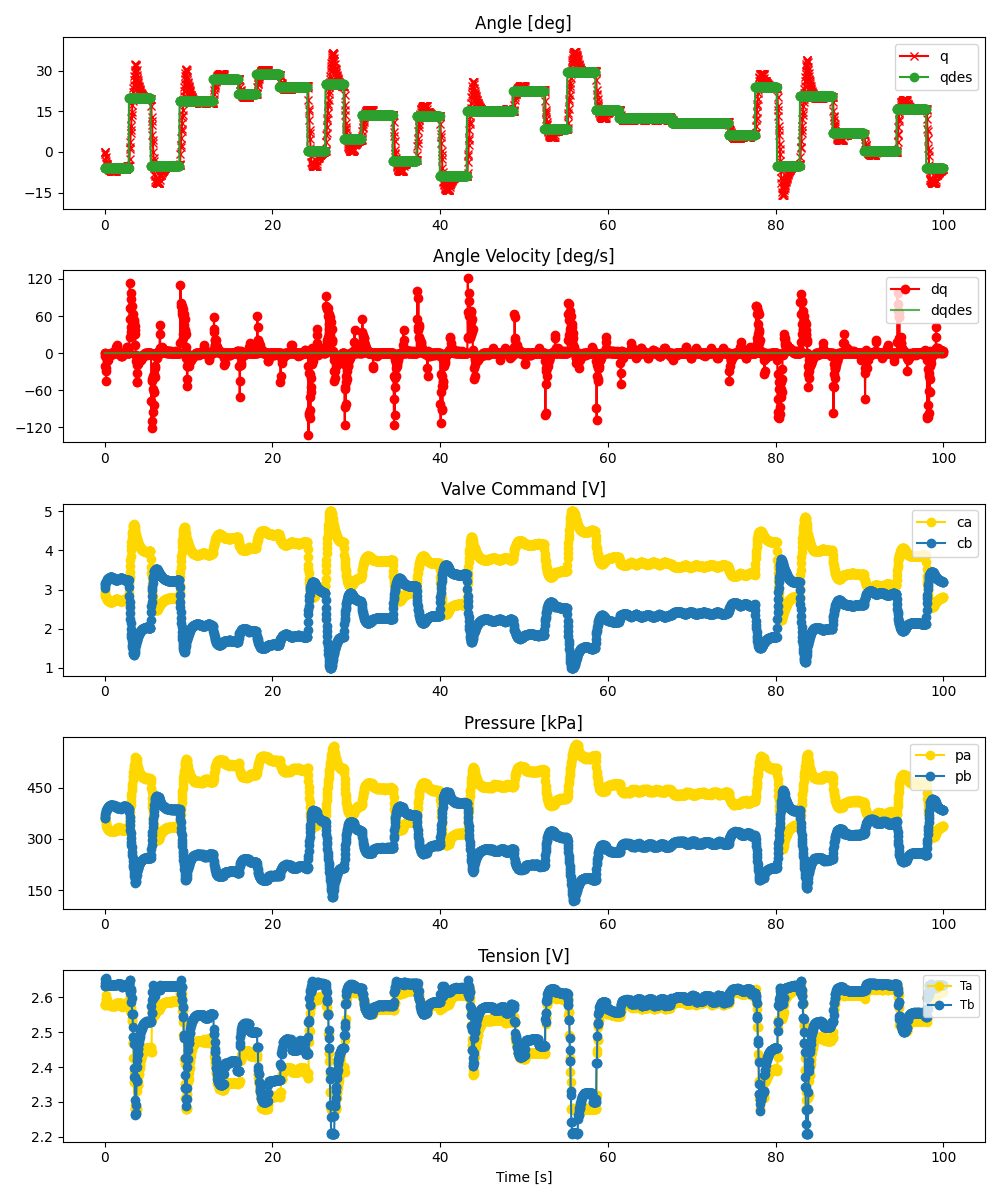 Angle [deg]
30
15
0
−15
q
qdes
0 20 40 60 80 100
Angle Velocity [deg/s]
120
60
0
−60
−120
dq
dqdes
0 20 40 60 80 100
Valve Command [V]
5
4
3
2
1
ca
cb
0 20 40 60 80 100
Pressure [kPa]
450
300
150
pa
pb
0 20 40 60 80 100
Tension [V]
2.6
2.5
2.4
2.3
2.2
Ta
Tb
0 20 40 60 80 100
Time [s]